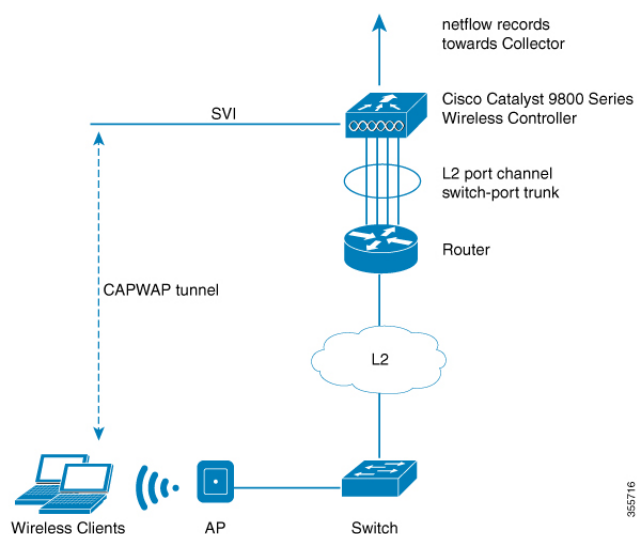 netflow records
towards Collector
Cisco Catalyst 9800 Series
Wireless Controller
SVI
L2 port channel
switch-port trunk
Router
CAPWAP tunnel
L2
Wireless Clients
AP
Switch
355716